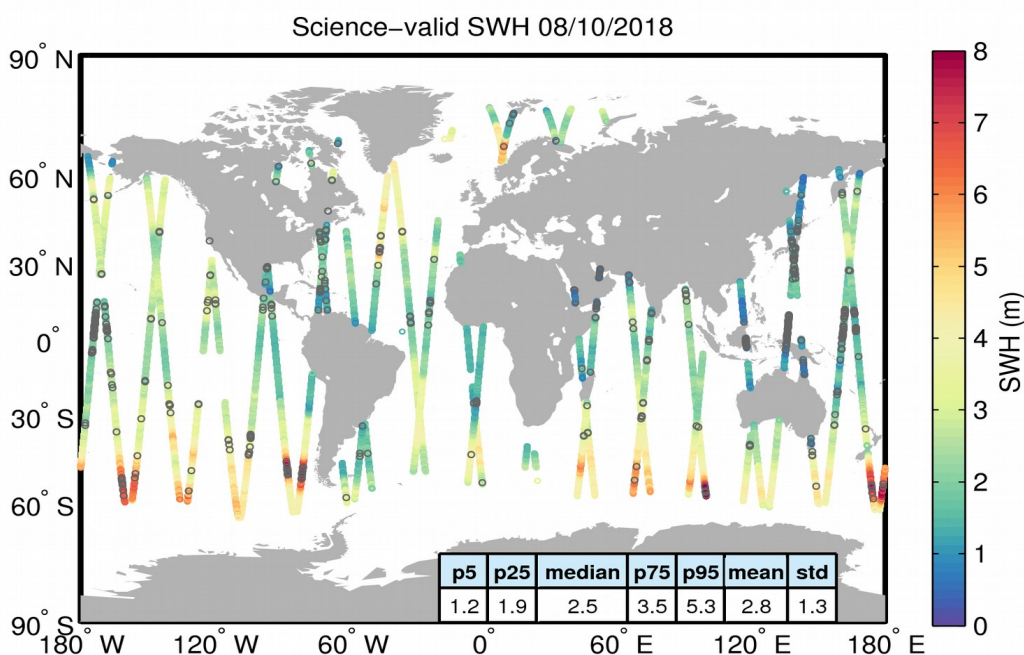 Science−valid SWH 08/10/2018
90° N
60° N
30° N
0°
30° S
60° S
90° S
180° W
120° W
60° W
0°
60° E
120° E
180° E
p5 p25 median p75 p95 mean std
1.2 1.9 2.5 3.5 5.3 2.8 1.3
8
7
6
5
4
3
2
1
0
SWH (m)